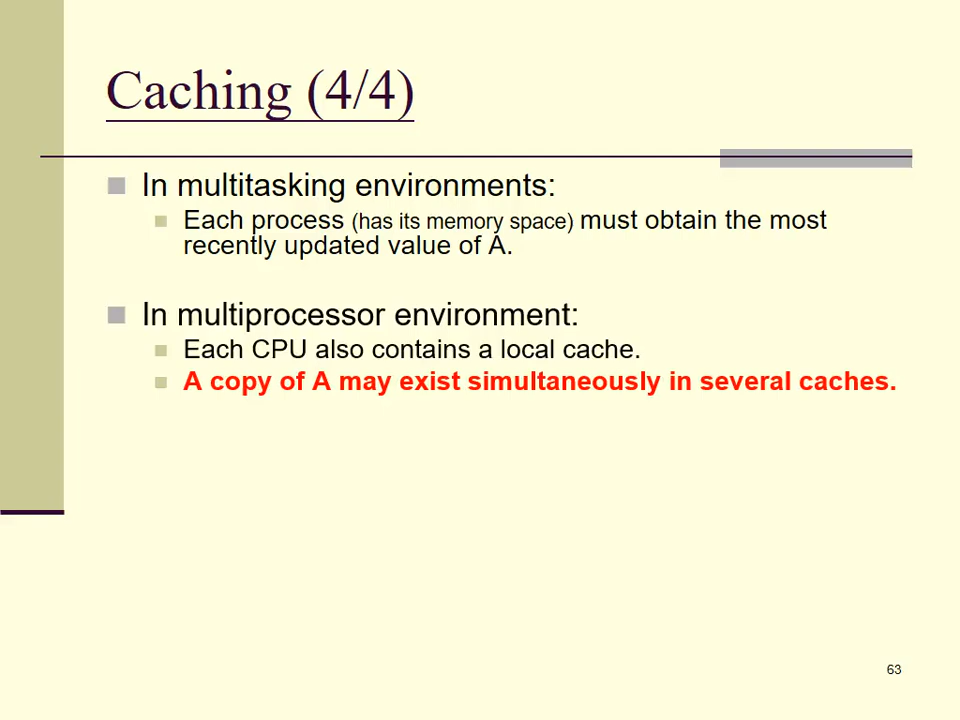 Caching (4/4)
In multitasking environments:
Each process (has its memory space) must obtain the most
recently updated value of A.
In multiprocessor environment:
Each CPU also contains a local cache.
A copy of A may exist simultaneously in several caches.
63